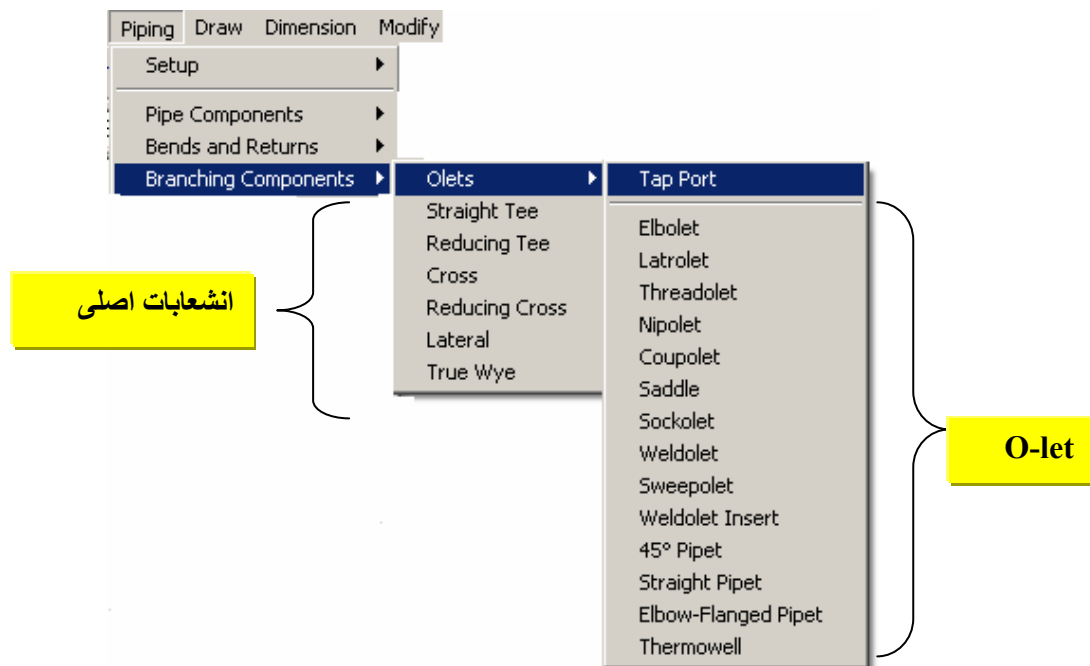 Piping Draw Dimension Modify
Setup
Pipe Components
Bends and Returns
Branching Components
Olets
Straight Tee
Reducing Tee
Cross
Reducing Cross
Lateral
True Wye
Tap Port
Elbolet
Latrolet
Threadolet
Nipolet
Coupolet
Saddle
Sockolet
Weldolet
Sweepolet
Weldolet Insert
45° Pipet
Straight Pipet
Elbow-Flanged Pipet
Thermowell
انشعابات اصلی
O-let